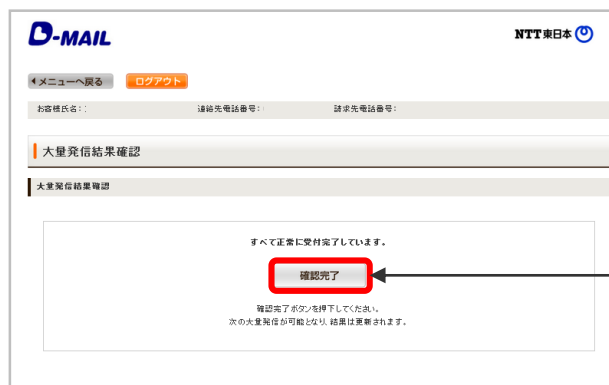 D-MAIL
NTT東日本
メニューへ戻る ログアウト
お客様氏名: 連絡先電話番号: 請求先電話番号:
大量発信結果確認
大量発信結果確認
すべて正常に受付完了しています。
確認完了
確認完了ボタンを押下してください。
次の大量発信が可能となり、結果は更新されます。